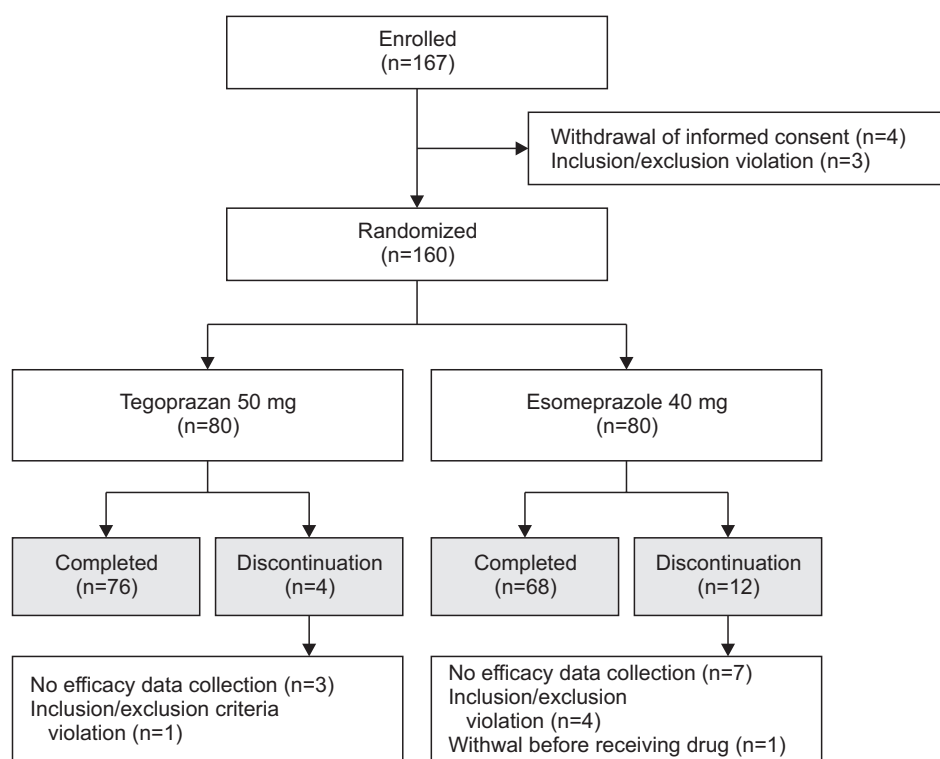 Enrolled
(n=167)
Withdrawal of informed consent (n=4)
Inclusion/exclusion violation (n=3)
Randomized
(n=160)
Tegoprazan 50 mg
(n=80)
Esomeprazole 40 mg
(n=80)
Completed
(n=76)
Discontinuation
(n=4)
Completed
(n=68)
Discontinuation
(n=12)
No efficacy data collection (n=3)
Inclusion/exclusion criteria
violation (n=1)
No efficacy data collection (n=7)
Inclusion/exclusion
violation (n=4)
Withwal before receiving drug (n=1)